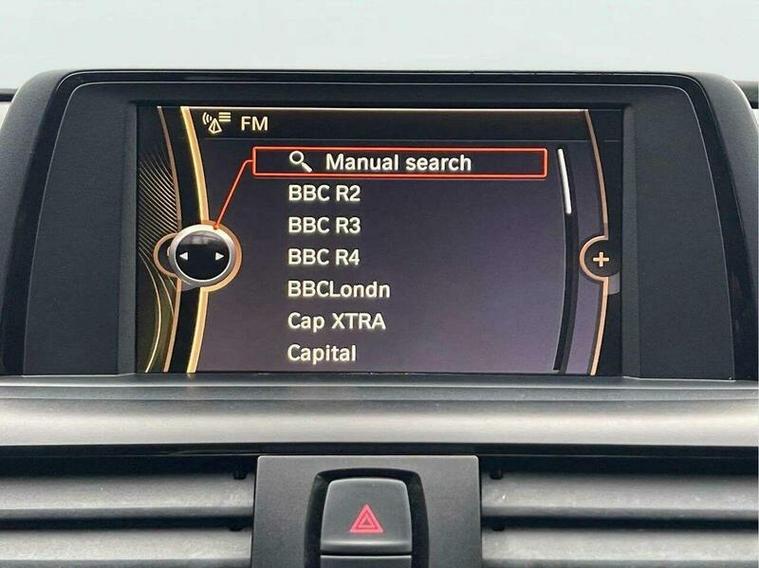 FM
Manual search
BBC R2
BBC R3
BBC R4
BBCLondn
Cap XTRA
Capital